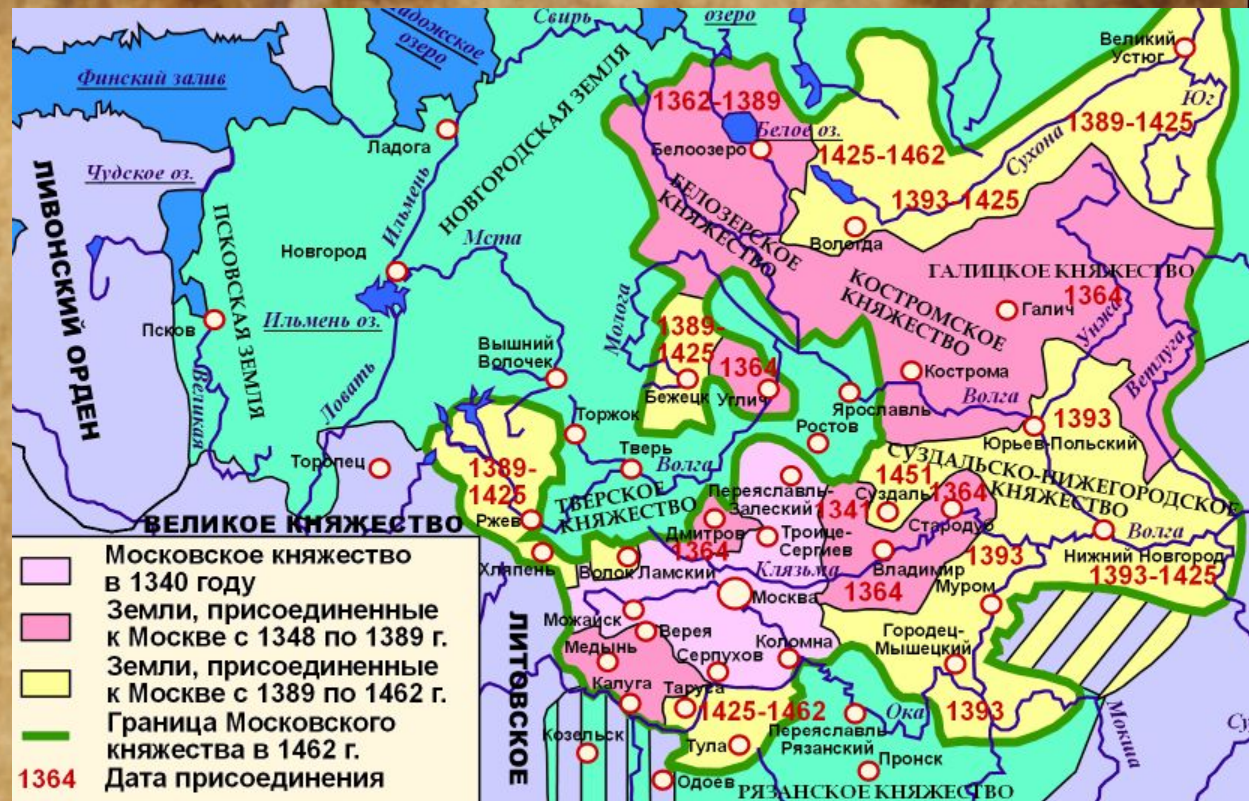 Ладожское
озеро
Свирь
озеро
Великий
Устюг
Юг
Финский залив
1362-1389
Белое оз.
1389-1425
Сухона
Ладога
Белоозеро
1425-1462
Чудское оз.
НОВГОРОДСКАЯ ЗЕМЛЯ
Ильмень
БЕЛОЗЕРСКОЕ
КНЯЖЕСТВО
1393-1425
Вологда
ЛИВОНСКИЙ ОРДЕН
ПСКОВСКАЯ ЗЕМЛЯ
Новгород
Мста
ГАЛИЦКОЕ КНЯЖЕСТВО
1364
Галич
КОСТРОМСКОЕ
КНЯЖЕСТВО
Псков
Ильмень оз.
Молога
1389-
1425
Бежецк
1364
Углич
Унжа
Ветлуга
Вышний
Волочек
Великая
Ловать
Кострома
Волга
Ярославль
Торжок
Ростов
1393
Юрьев-Польский
Торопец
Тверь
Волга
1389-
1425
Ржев
ТВЕРСКОЕ
КНЯЖЕСТВО
Переяславль-
Залеский
1451
Суздаль
1341
1364
Стародуб
СУЗДАЛЬСКО-НИЖЕГОРОДСКОЕ
КНЯЖЕСТВО
Волга
ВЕЛИКОЕ КНЯЖЕСТВО
Дмитров
1364
Троице-
Сергиев
Клязьма
Владимир
1364
1393
Нижний Новгород
1393-1425
Хляпень
Волок Ламский
Москва
Муром
ЛИТОВСКОЕ
Можайск
Верея
Медынь
Серпухов
Коломна
Городец-
Мышецкий
Калуга
Таруса
1425-1462
Переяславль
Рязанский
Ока
1393
Мокша
Су
Козельск
Тула
Пронск
Одоев
РЯЗАНСКОЕ КНЯЖЕСТВО
Московское княжество
в 1340 году
Земли, присоединенные
к Москве с 1348 по 1389 г.
Земли, присоединенные
к Москве с 1389 по 1462 г.
Граница Московского
княжества в 1462 г.
1364 Дата присоединения